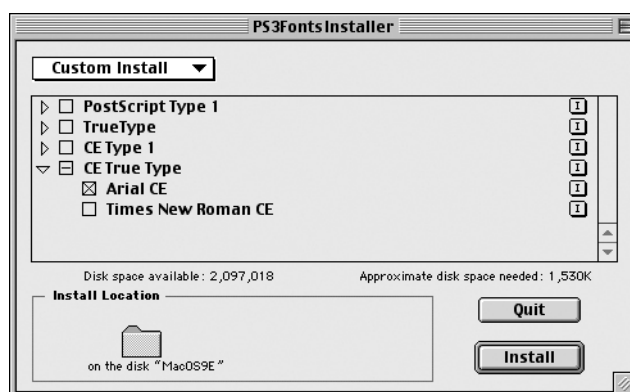 PS3FontsInstaller
Custom Install
PostScript Type 1
TrueType
CE Type 1
CE True Type
Arial CE
Times New Roman CE
Disk space available: 2,097,018 Approximate disk space needed: 1,530K
Install Location
on the disk "MacOS9E"
Quit
Install